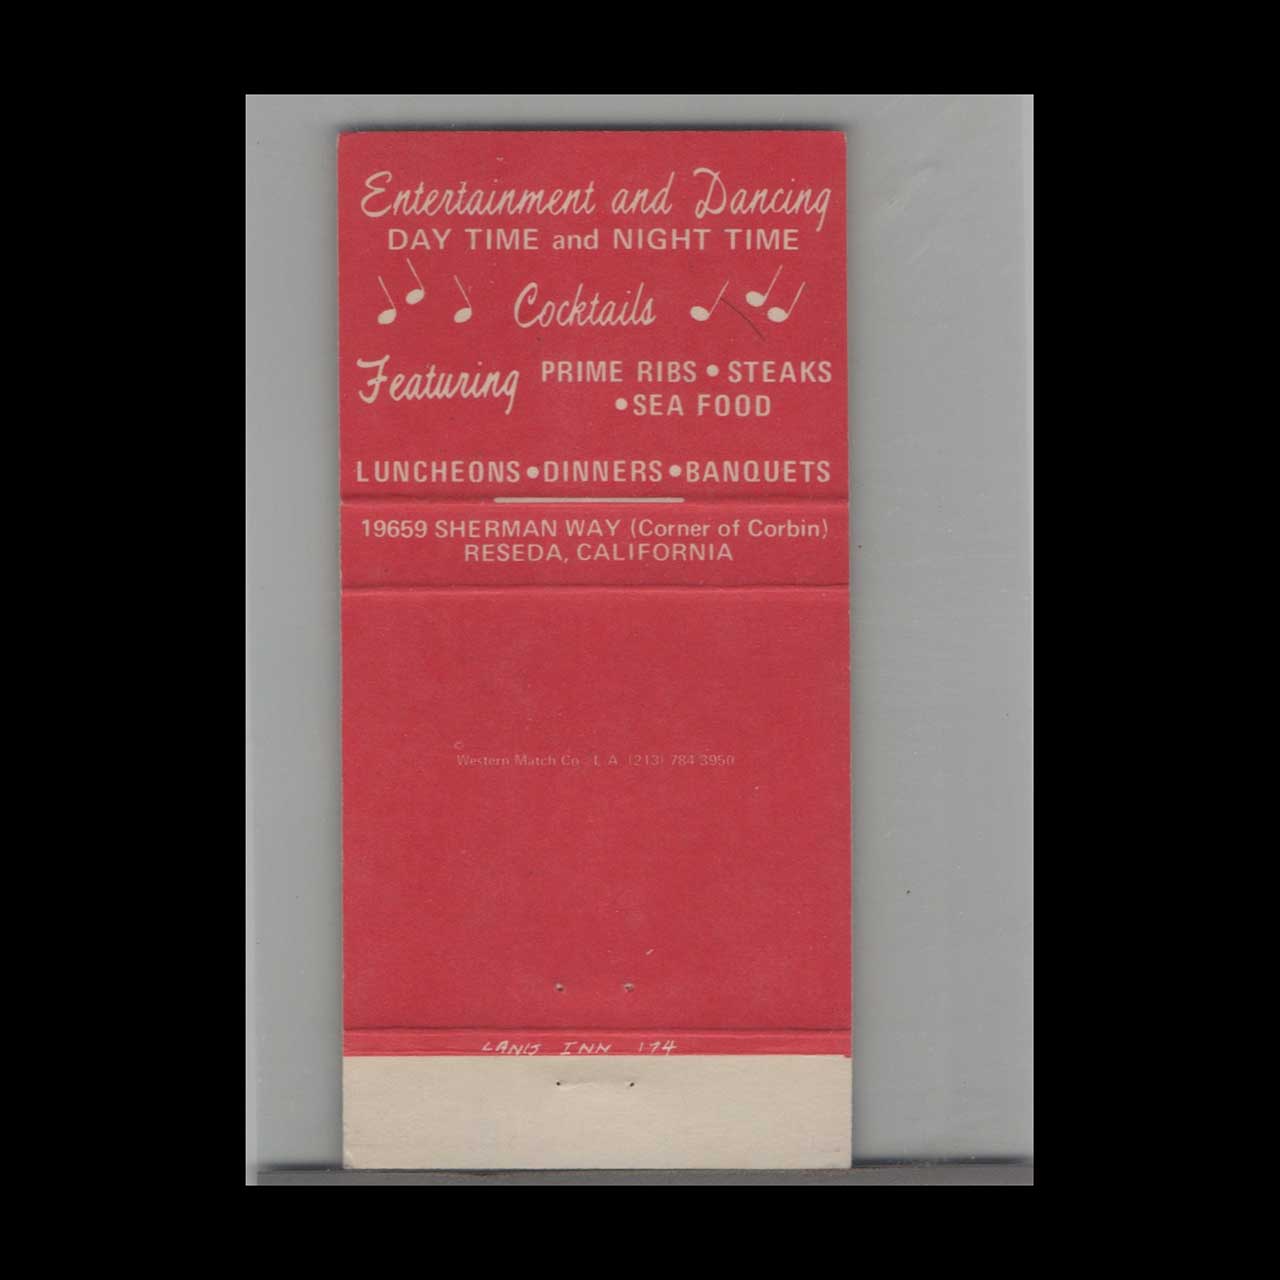 Entertainment and Dancing
DAY TIME and NIGHT TIME
Cocktails
Featuring PRIME RIBS • STEAKS
• SEA FOOD
LUNCHEONS • DINNERS • BANQUETS
19659 SHERMAN WAY (Corner of Corbin)
RESEDA, CALIFORNIA
©
Western Match Co - L.A. (213) 784-3950
INN 174